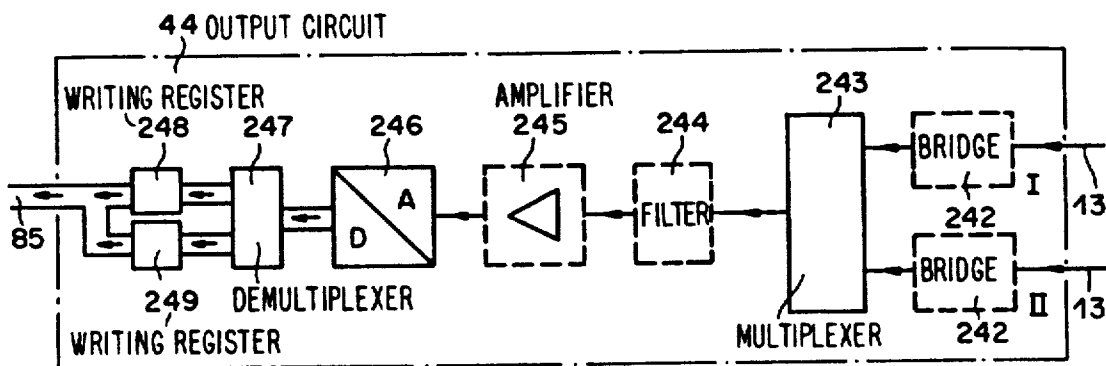 44 OUTPUT CIRCUIT
WRITING REGISTER
248
247
246
AMPLIFIER
245
244
243
BRIDGE
I
242
13
A
D
FILTER
85
BRIDGE
II
242
13
249
DEMULTIPLEXER
MULTIPLEXER
WRITING REGISTER